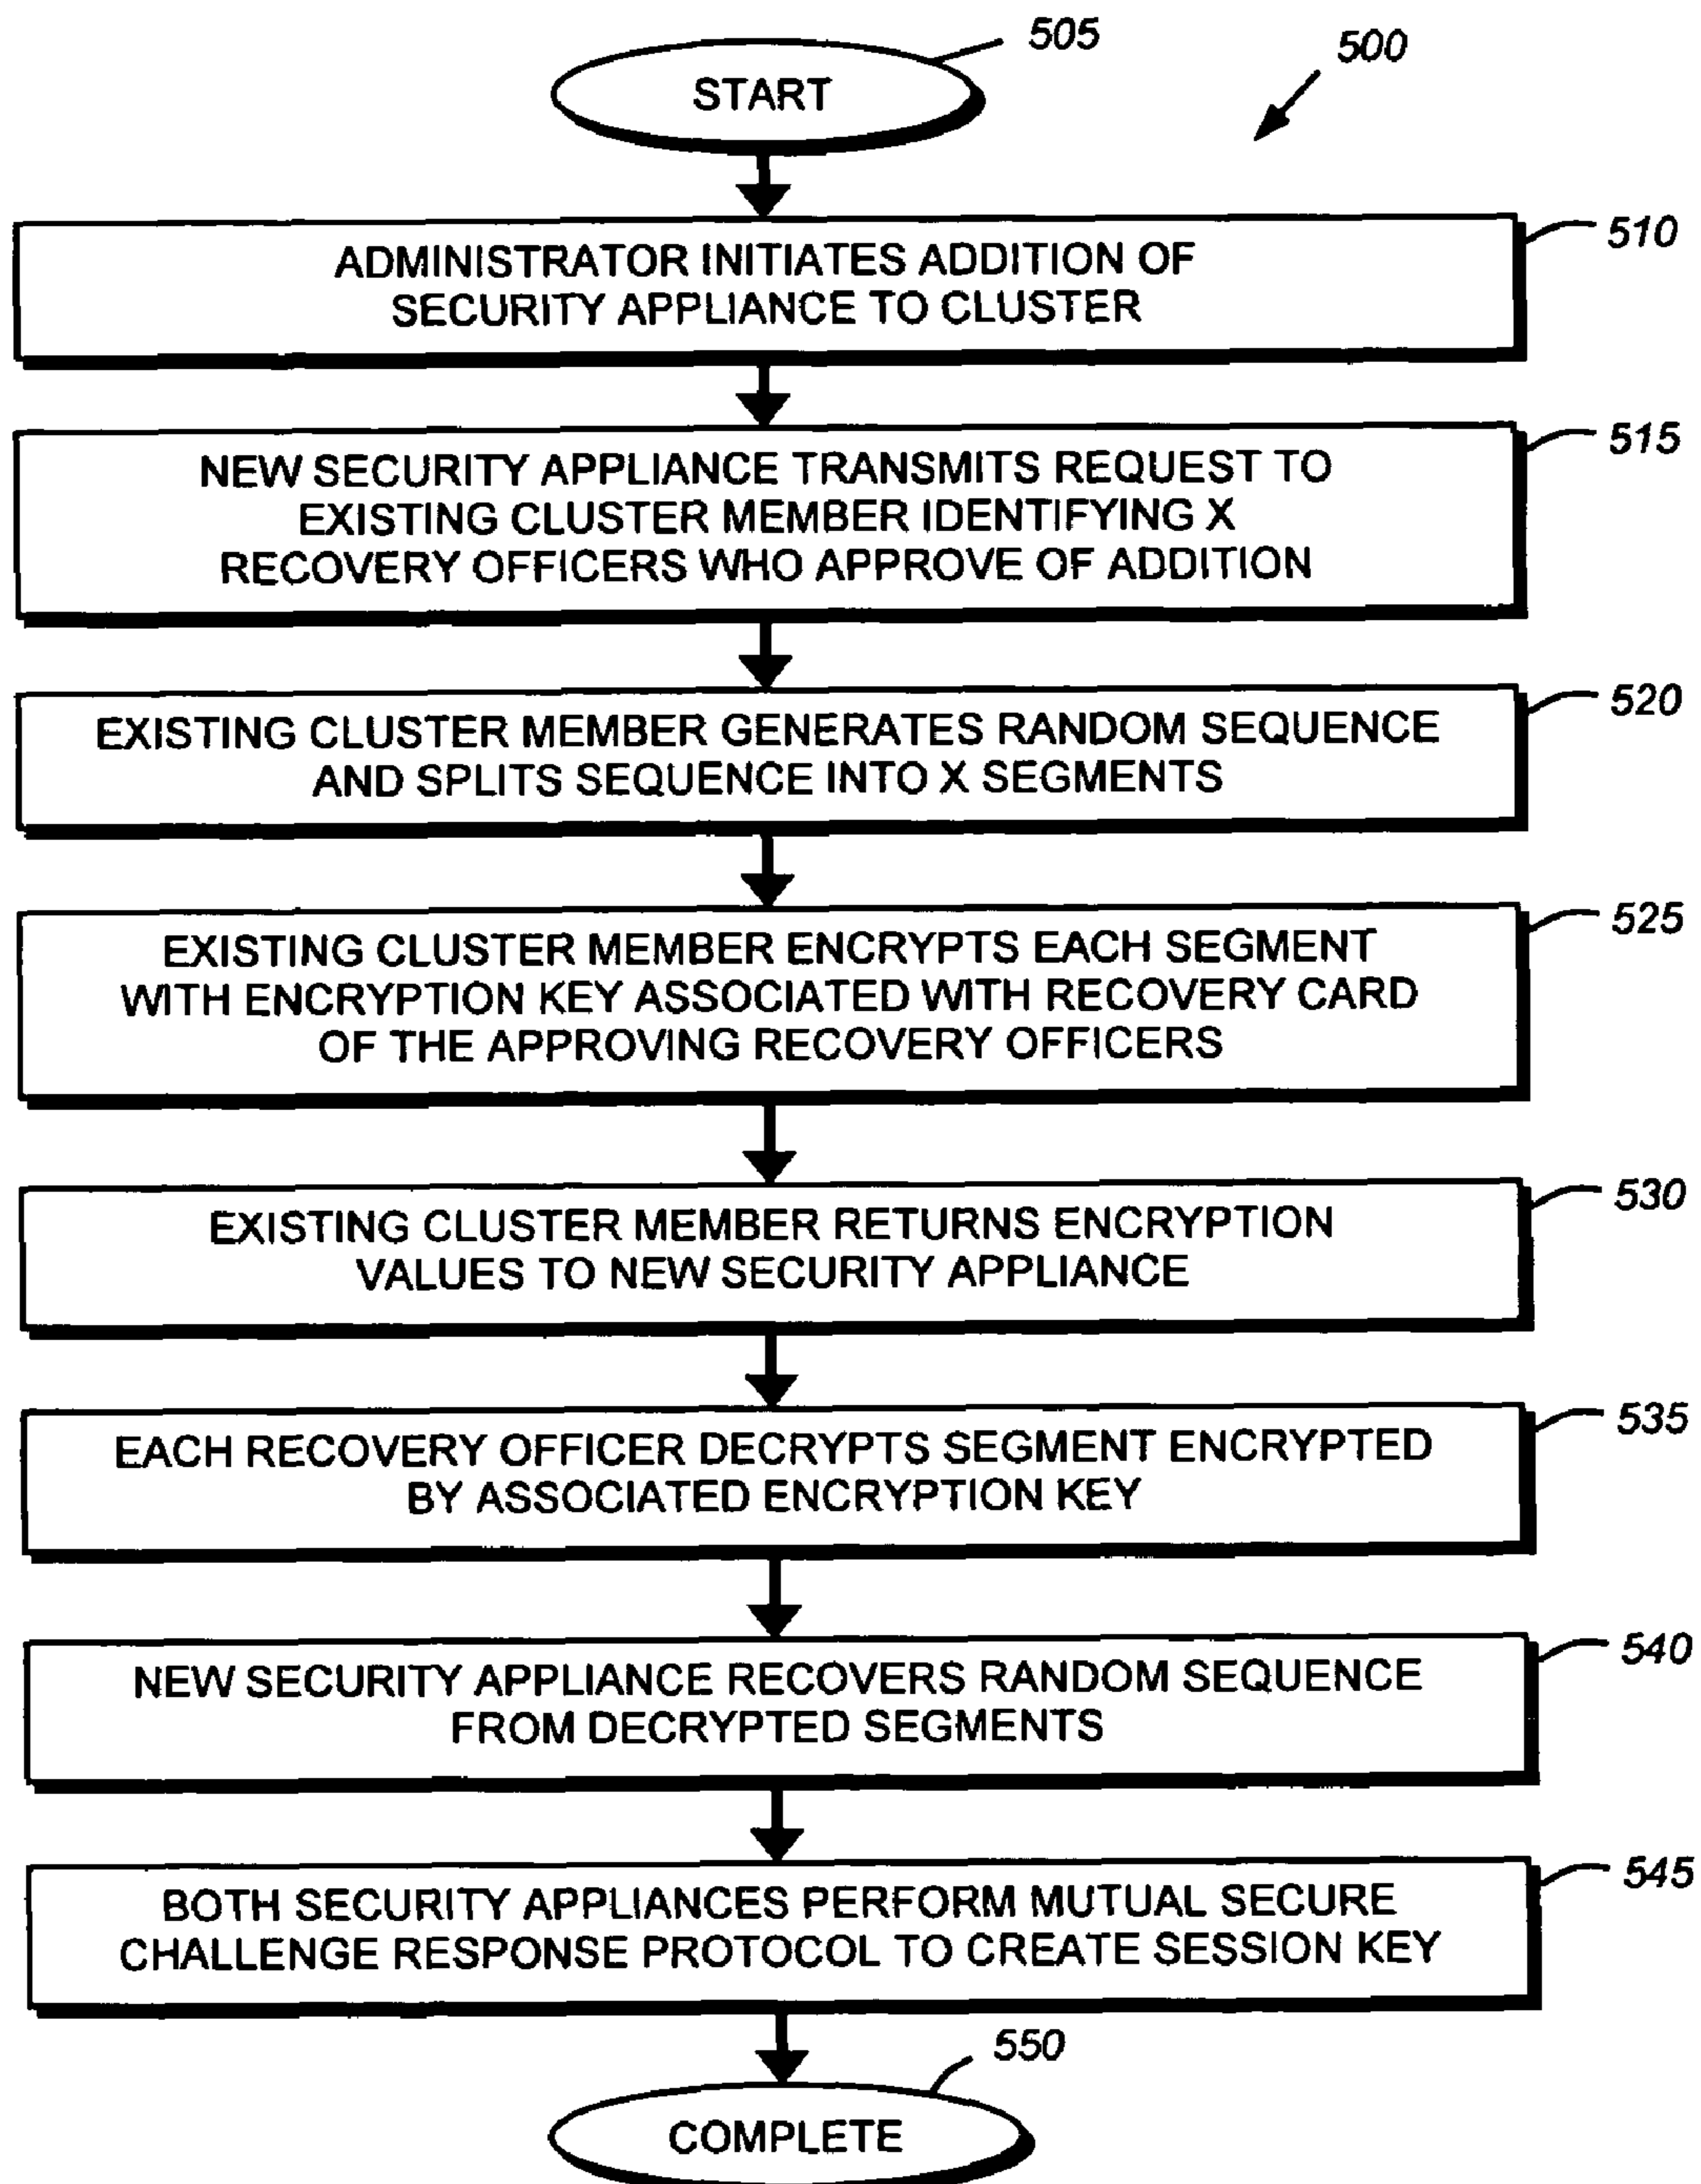 505
500
START
510
ADMINISTRATOR INITIATES ADDITION OF
SECURITY APPLIANCE TO CLUSTER
515
NEW SECURITY APPLIANCE TRANSMITS REQUEST TO
EXISTING CLUSTER MEMBER IDENTIFYING X
RECOVERY OFFICERS WHO APPROVE OF ADDITION
520
EXISTING CLUSTER MEMBER GENERATES RANDOM SEQUENCE
AND SPLITS SEQUENCE INTO X SEGMENTS
525
EXISTING CLUSTER MEMBER ENCRYPTS EACH SEGMENT
WITH ENCRYPTION KEY ASSOCIATED WITH RECOVERY CARD
OF THE APPROVING RECOVERY OFFICERS
530
EXISTING CLUSTER MEMBER RETURNS ENCRYPTION
VALUES TO NEW SECURITY APPLIANCE
535
EACH RECOVERY OFFICER DECRYPTS SEGMENT ENCRYPTED
BY ASSOCIATED ENCRYPTION KEY
540
NEW SECURITY APPLIANCE RECOVERS RANDOM SEQUENCE
FROM DECRYPTED SEGMENTS
545
BOTH SECURITY APPLIANCES PERFORM MUTUAL SECURE
CHALLENGE RESPONSE PROTOCOL TO CREATE SESSION KEY
550
COMPLETE